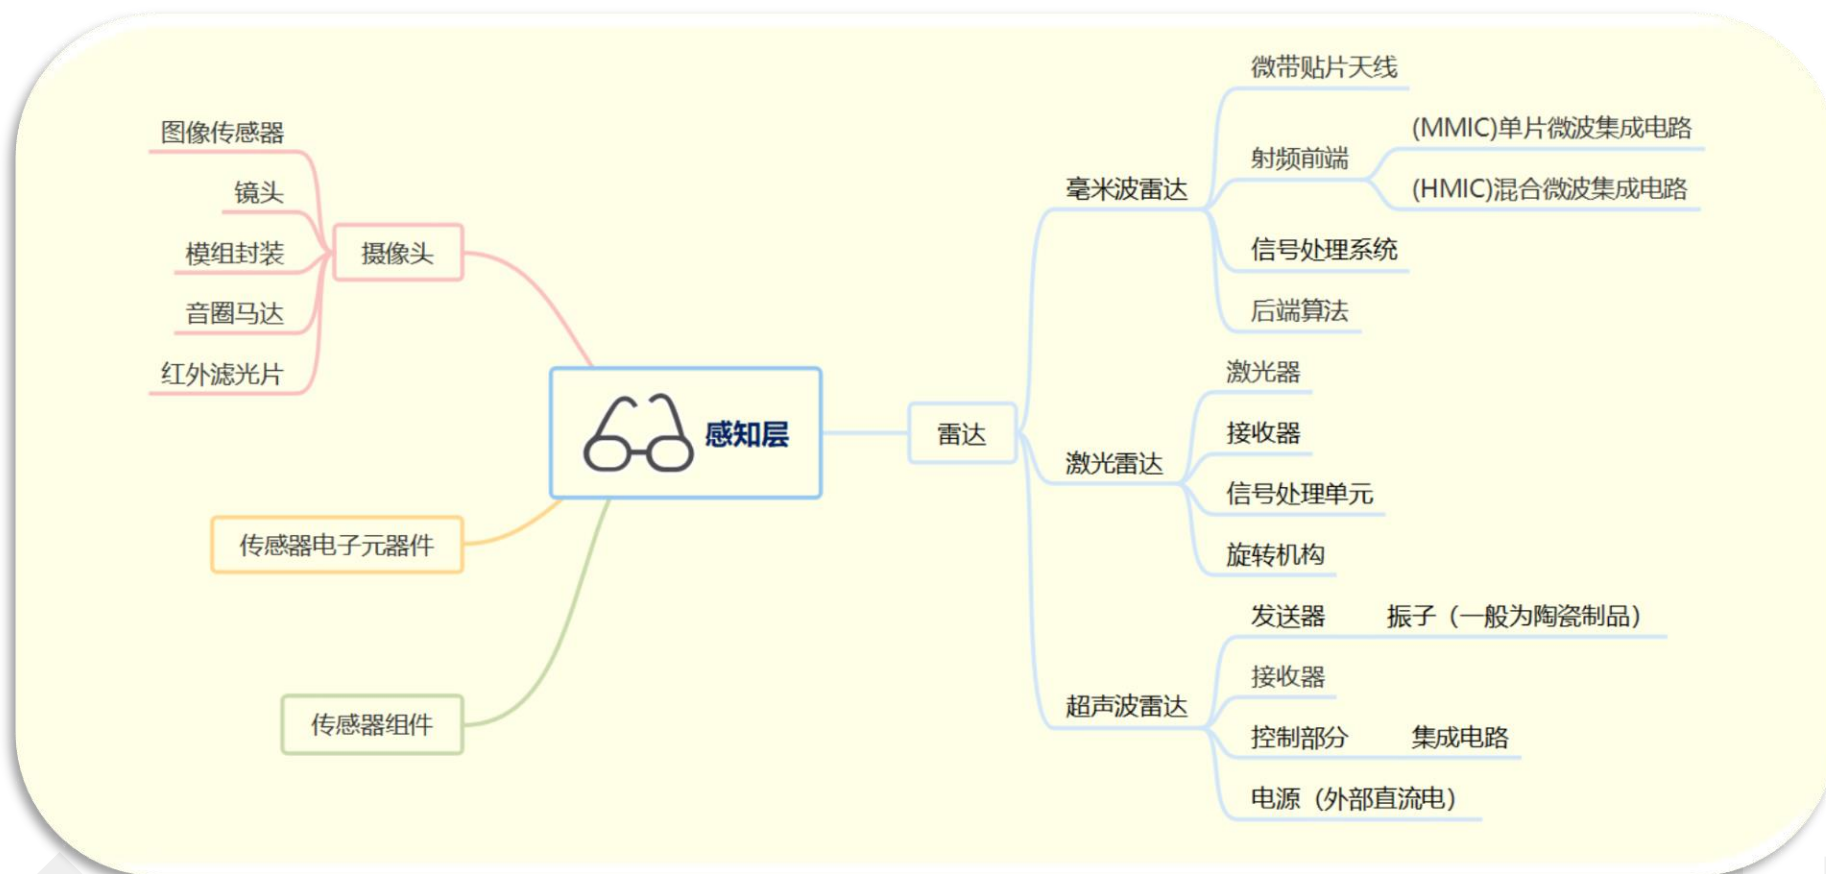 图像传感器
镜头
模组封装
音圈马达
红外滤光片
摄像头
传感器电子元器件
传感器组件
感知层
雷达
毫米波雷达
微带贴片天线
射频前端
(MMIC)单片微波集成电路
(HMIC)混合微波集成电路
信号处理系统
后端算法
激光雷达
激光器
接收器
信号处理单元
旋转机构
超声波雷达
发送器 振子（一般为陶瓷制品）
接收器
控制部分 集成电路
电源（外部直流电）